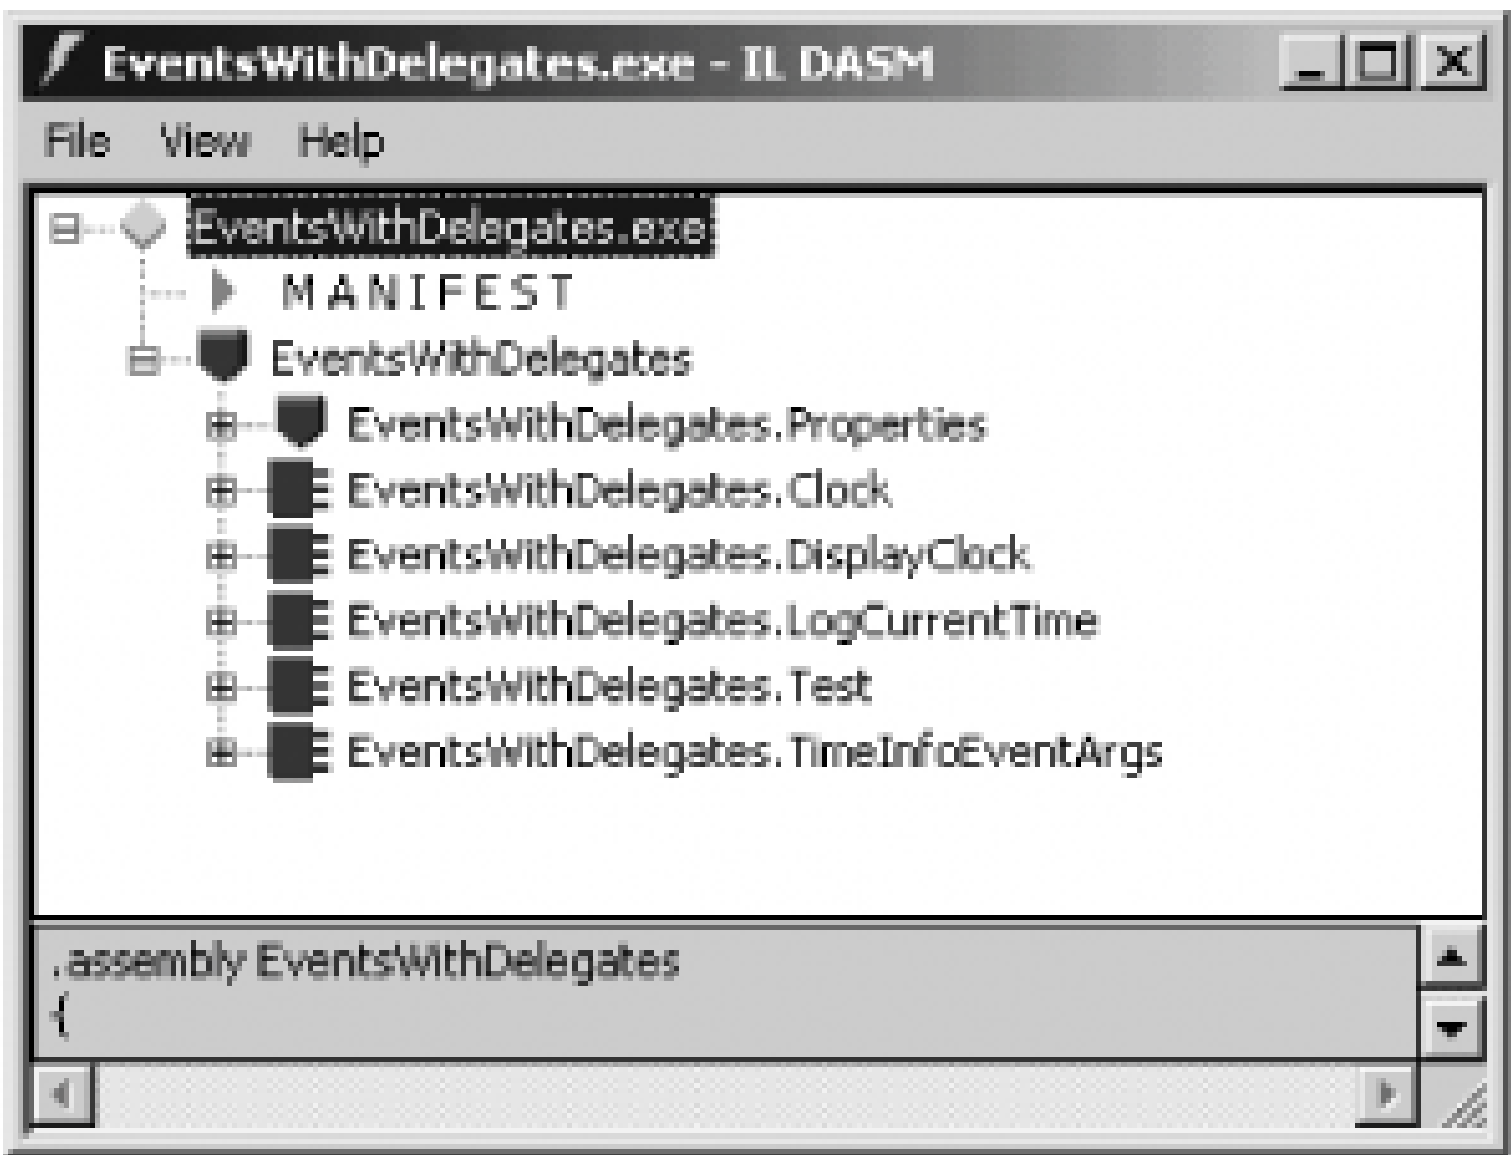 EventsWithDelegates.exe - IL DASM
File View Help
EventsWithDelegates.exe
MANIFEST
EventsWithDelegates
EventsWithDelegates.Properties
EventsWithDelegates.Clock
EventsWithDelegates.DisplayClock
EventsWithDelegates.LogCurrentTime
EventsWithDelegates.Test
EventsWithDelegates.TimeInfoEventArgs
.assembly EventsWithDelegates
{